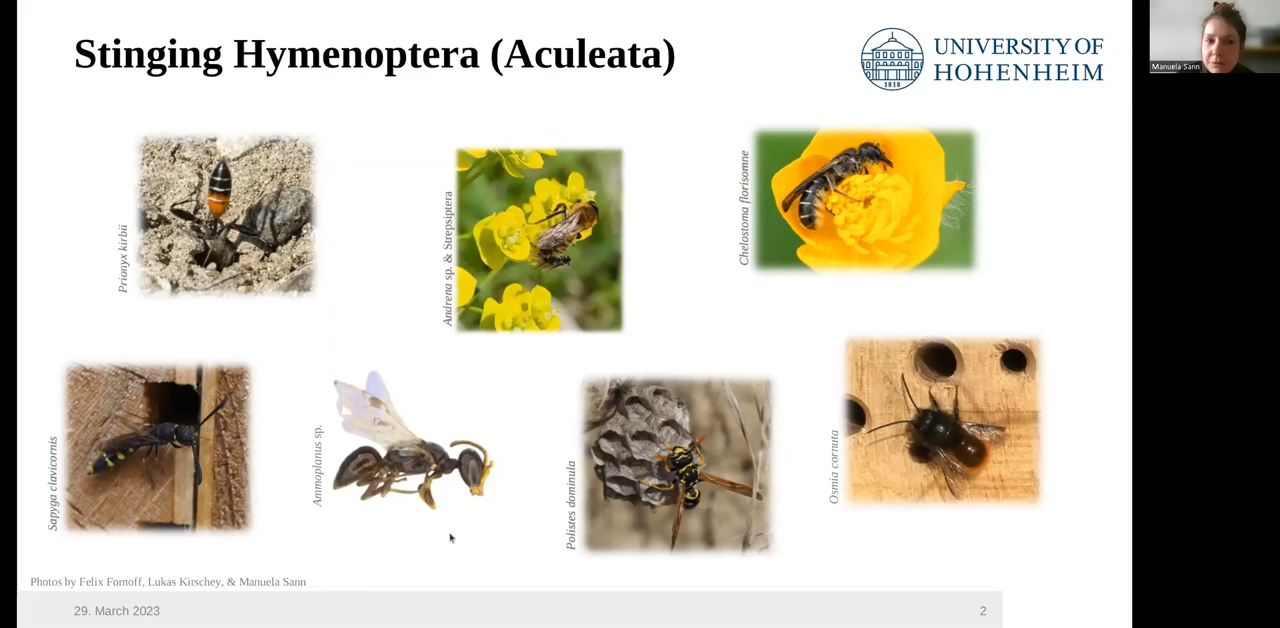 Stinging Hymenoptera (Aculeata)
UNIVERSITY OF
HOHENHEIM
1818
Manuela Sann
Prionyx kirbii
Andrena sp. & Strepsiptera
Chelostoma florisomne
Sapyga clavicornis
Ammoplanus sp.
Polistes dominula
Osmia cornuta
Photos by Felix Fornoff, Lukas Kirschey, & Manuela Sann
29. March 2023
2